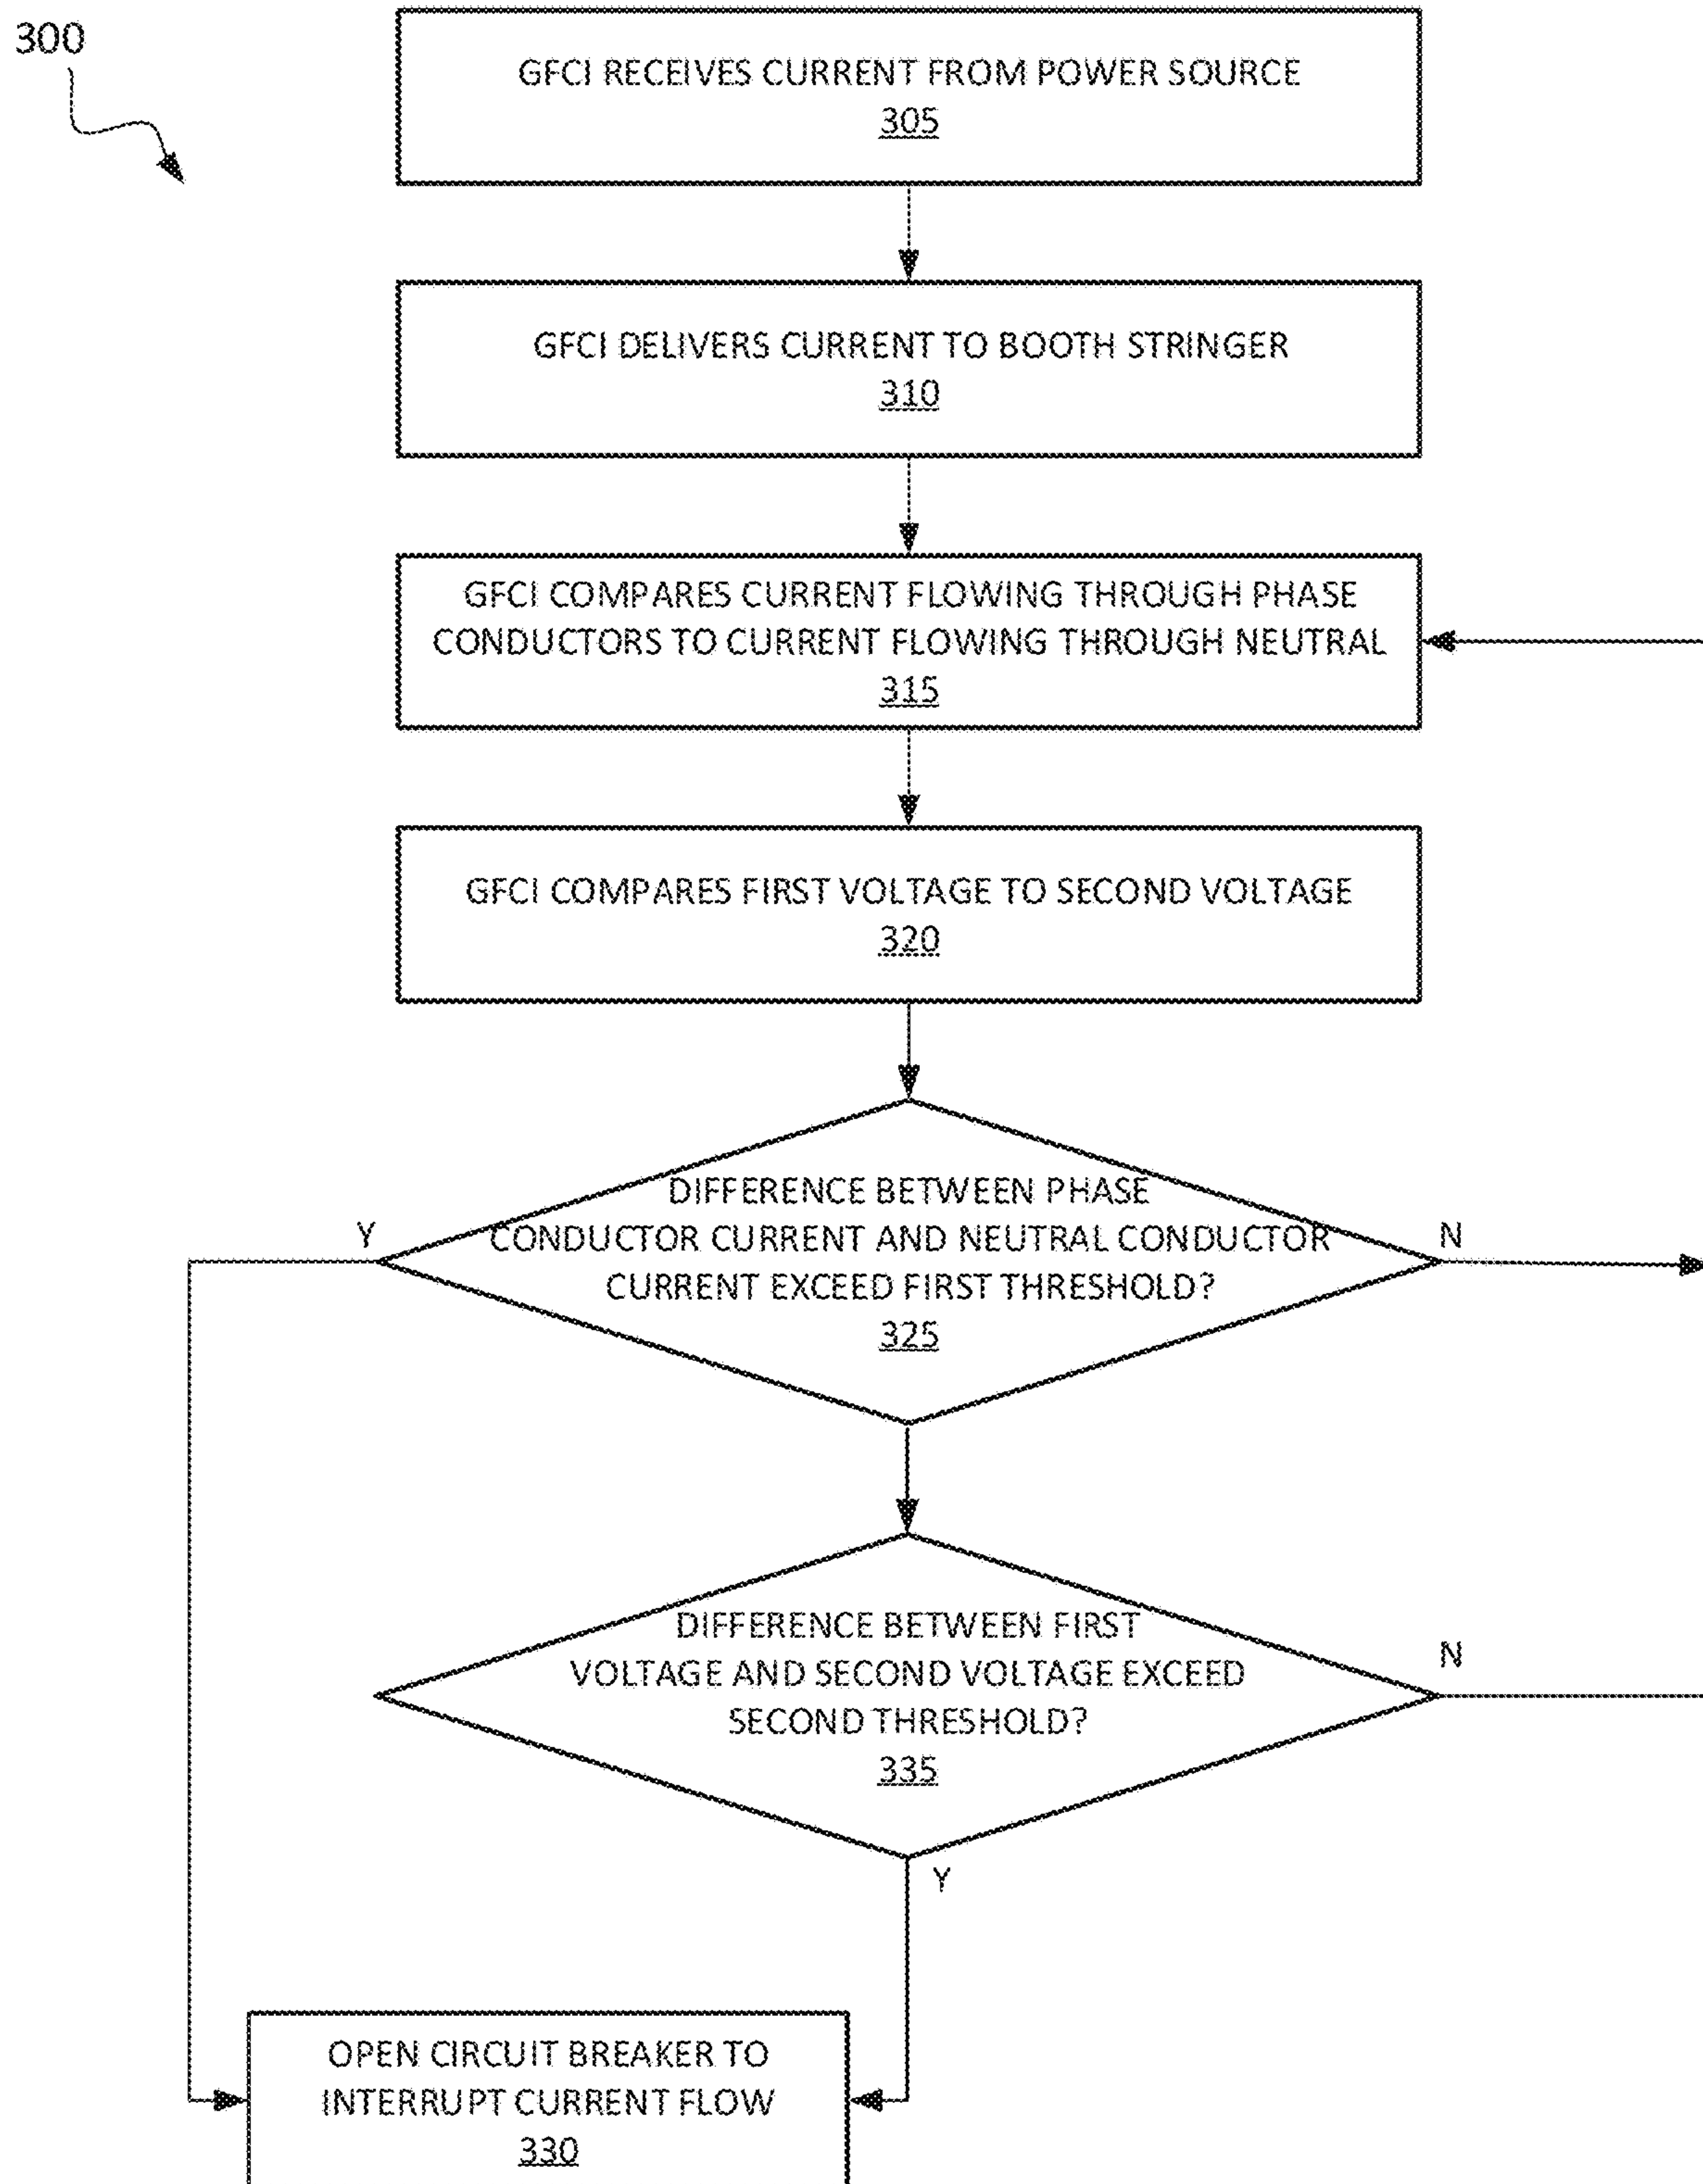 300
GFCI RECEIVES CURRENT FROM POWER SOURCE
305
GFCI DELIVERS CURRENT TO BOOTH STRINGER
310
GFCI COMPARES CURRENT FLOWING THROUGH PHASE
CONDUCTORS TO CURRENT FLOWING THROUGH NEUTRAL
315
GFCI COMPARES FIRST VOLTAGE TO SECOND VOLTAGE
320
DIFFERENCE BETWEEN PHASE
CONDUCTOR CURRENT AND NEUTRAL CONDUCTOR
CURRENT EXCEED FIRST THRESHOLD?
325
Y
N
DIFFERENCE BETWEEN FIRST
VOLTAGE AND SECOND VOLTAGE EXCEED
SECOND THRESHOLD?
335
N
Y
OPEN CIRCUIT BREAKER TO
INTERRUPT CURRENT FLOW
330